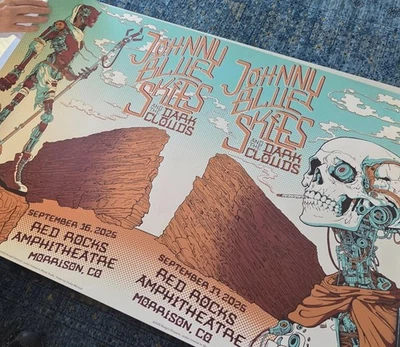 JOHNNY
BLUE
SKIES
AND THE DARK
CLOUDS
SEPTEMBER 16, 2025
RED ROCKS
AMPHITHEATRE
MORRISON, CO
JOHNNY
BLUE
SKIES
AND THE DARK
CLOUDS
SEPTEMBER 17, 2025
RED ROCKS
AMPHITHEATRE
MORRISON, CO